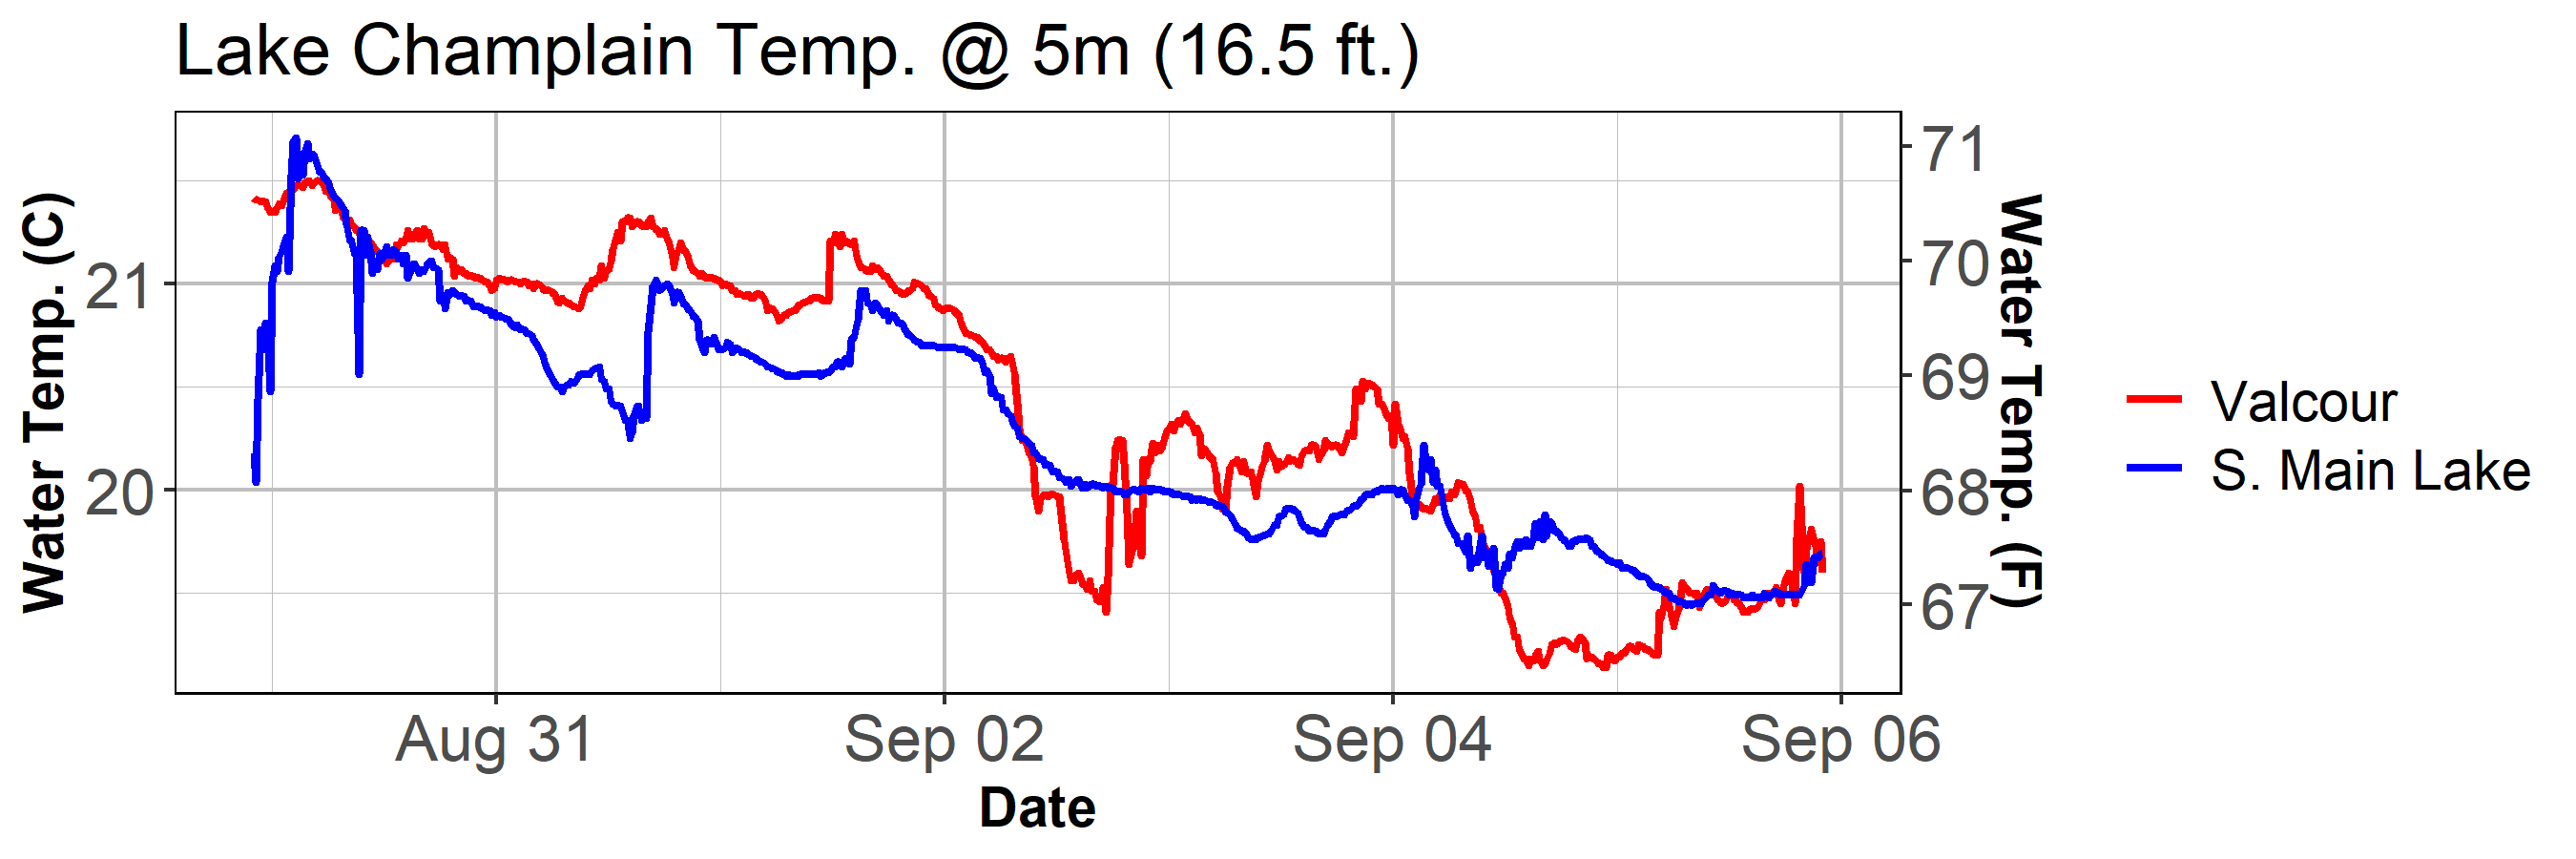 Lake Champlain Temp. @ 5m (16.5 ft.)
Water Temp. (C)
21
20
71
70
69
68
67
Water Temp. (F)
Valcour
S. Main Lake
Aug 31
Sep 02
Sep 04
Sep 06
Date